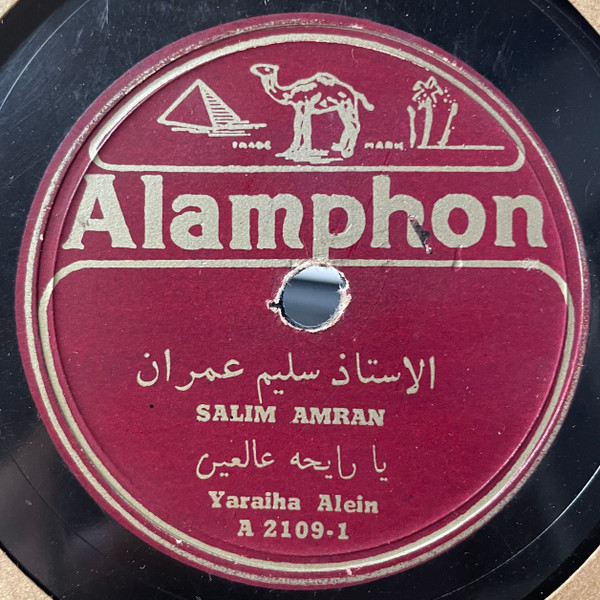 TRADE MARK
Alamphon
الاستاذ سليم عمران
SALIM AMRAN
يا رايحه عالعين
Yaraiha Alein
A 2109-1